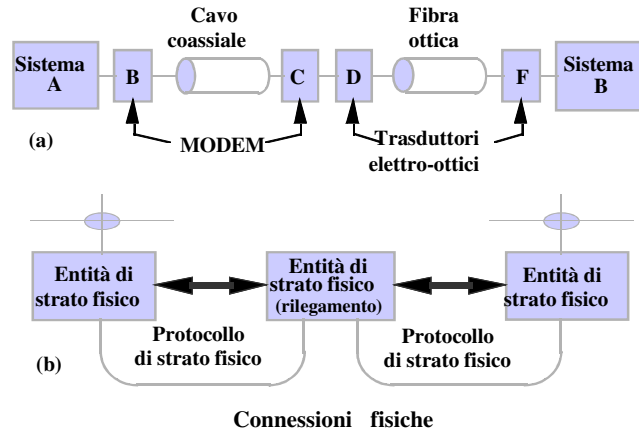 Cavo
coassiale
Fibra
ottica
Sistema
A
B
C
D
F
Sistema
B
(a)
MODEM
Trasduttori
elettro-ottici
(b)
Entità di
strato fisico
Entità di
strato fisico
(rilegamento)
Entità di
strato fisico
Protocollo
di strato fisico
Protocollo
di strato fisico
Connessioni fisiche